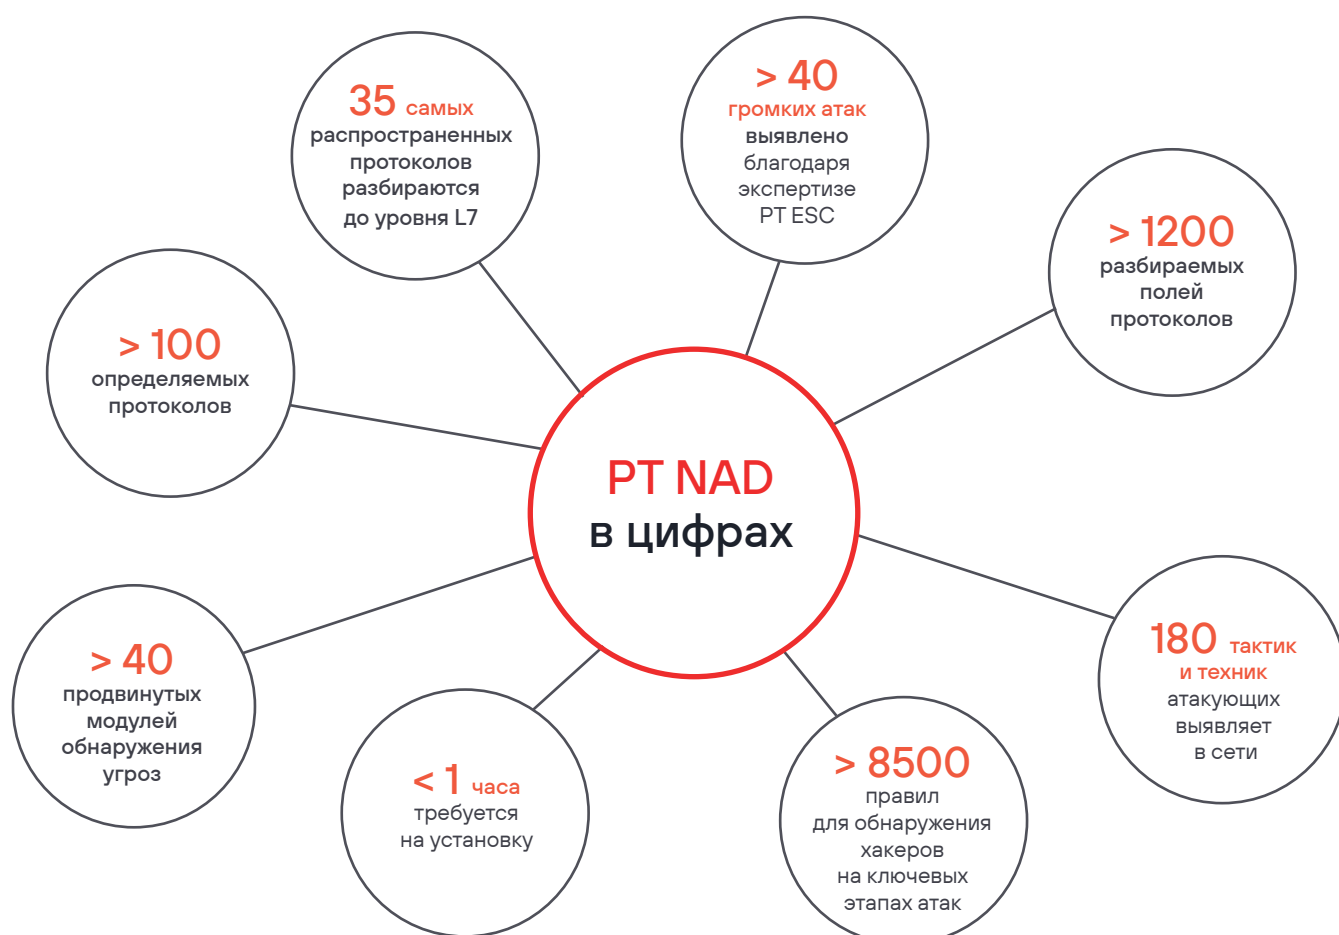 35 самых
распространенных
протоколов
разбираются
до уровня L7
> 40
громких атак
выявлено
благодаря
экспертизе
PT ESC
> 1200
разбираемых
полей
протоколов
> 100
определяемых
протоколов
PT NAD
в цифрах
> 40
продвинутых
модулей
обнаружения
угроз
< 1 часа
требуется
на установку
> 8500
правил
для обнаружения
хакеров
на ключевых
этапах атак
180 тактик
и техник
атакующих
выявляет
в сети